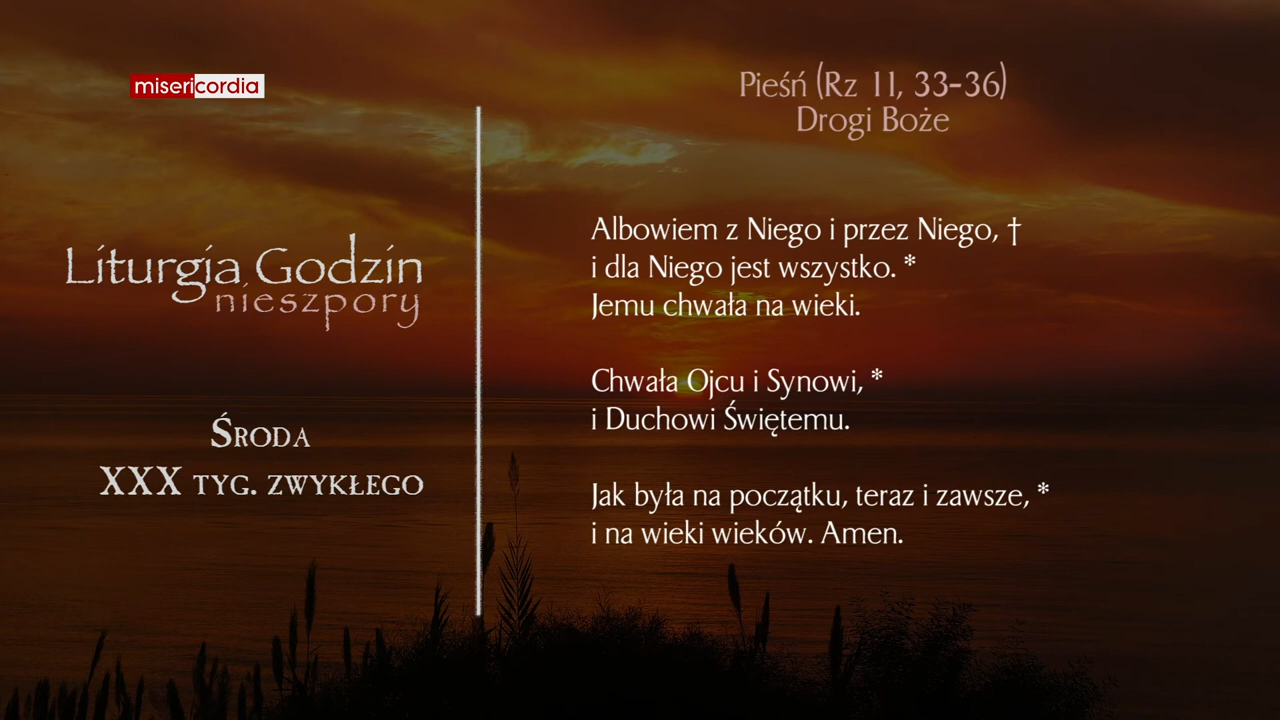 misericordia
Liturgia Godzin
nieszpory
Środa
XXX tyg. zwykłego
Pieśń (Rz 11, 33-36)
Drogi Boże
Albowiem z Niego i przez Niego, †
i dla Niego jest wszystko. *
Jemu chwała na wieki.
Chwała Ojcu i Synowi, *
i Duchowi Świętemu.
Jak była na początku, teraz i zawsze, *
i na wieki wieków. Amen.